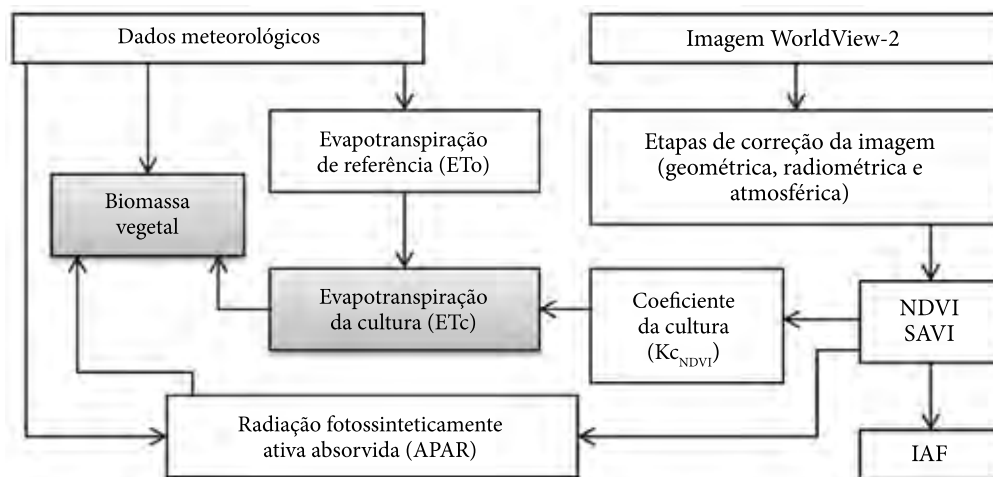 Dados meteorológicos
Imagem WorldView-2
Evapotranspiração
de referência (ETo)
Etapas de correção da imagem
(geométrica, radiométrica e
atmosférica)
Biomassa
vegetal
Evapotranspiração
da cultura (ETc)
Coeficiente
da cultura
(Kc_NDVI)
NDVI
SAVI
Radiação fotossinteticamente
ativa absorvida (APAR)
IAF